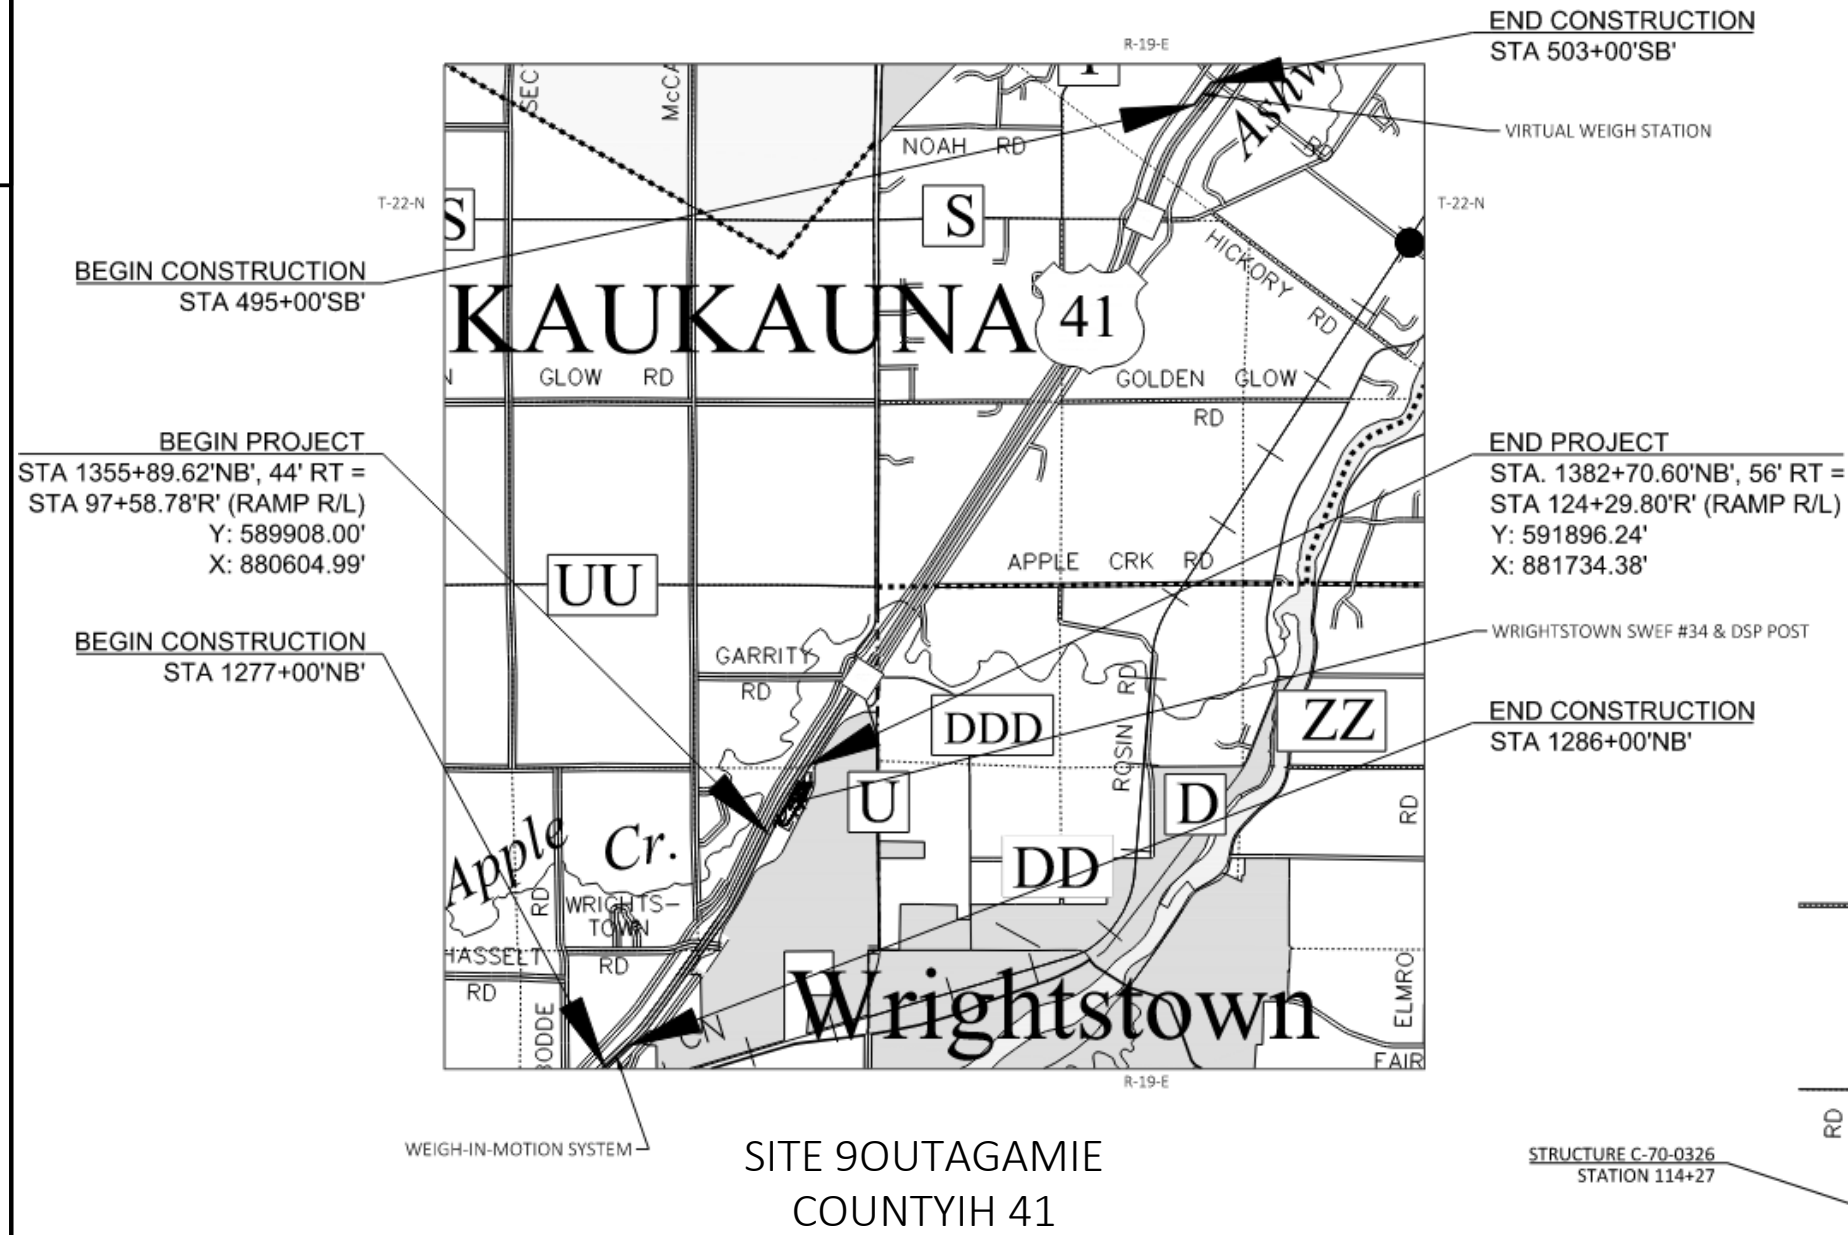 END CONSTRUCTION
STA 503+00'SB'
R-19-E
VIRTUAL WEIGH STATION
NOAH RD
T-22-N
T-22-N
S
S
HICKORY
RD
BEGIN CONSTRUCTION
STA 495+00'SB'
KAUKAUNA
41
GLOW RD
GOLDEN GLOW
RD
BEGIN PROJECT
STA 1355+89.62'NB', 44' RT =
STA 97+58.78'R' (RAMP R/L)
Y: 589908.00'
X: 880604.99'
END PROJECT
STA. 1382+70.60'NB', 56' RT =
STA 124+29.80'R' (RAMP R/L)
Y: 591896.24'
X: 881734.38'
APPLE CRK RD
UU
BEGIN CONSTRUCTION
STA 1277+00'NB'
WRIGHTSTOWN SWEF #34 & DSP POST
GARRITY
RD
ROSIN RD
DDD
ZZ
END CONSTRUCTION
STA 1286+00'NB'
U
D
RD
DD
Apple Cr.
RD
WRIGHTS-
TOWN
RD
HASSELT
RD
Wrightstown
CN
ELMRO
FAIR
R-19-E
WEIGH-IN-MOTION SYSTEM
RD
STRUCTURE C-70-0326
STATION 114+27
SITE 9OUTAGAMIE
COUNTYIH 41